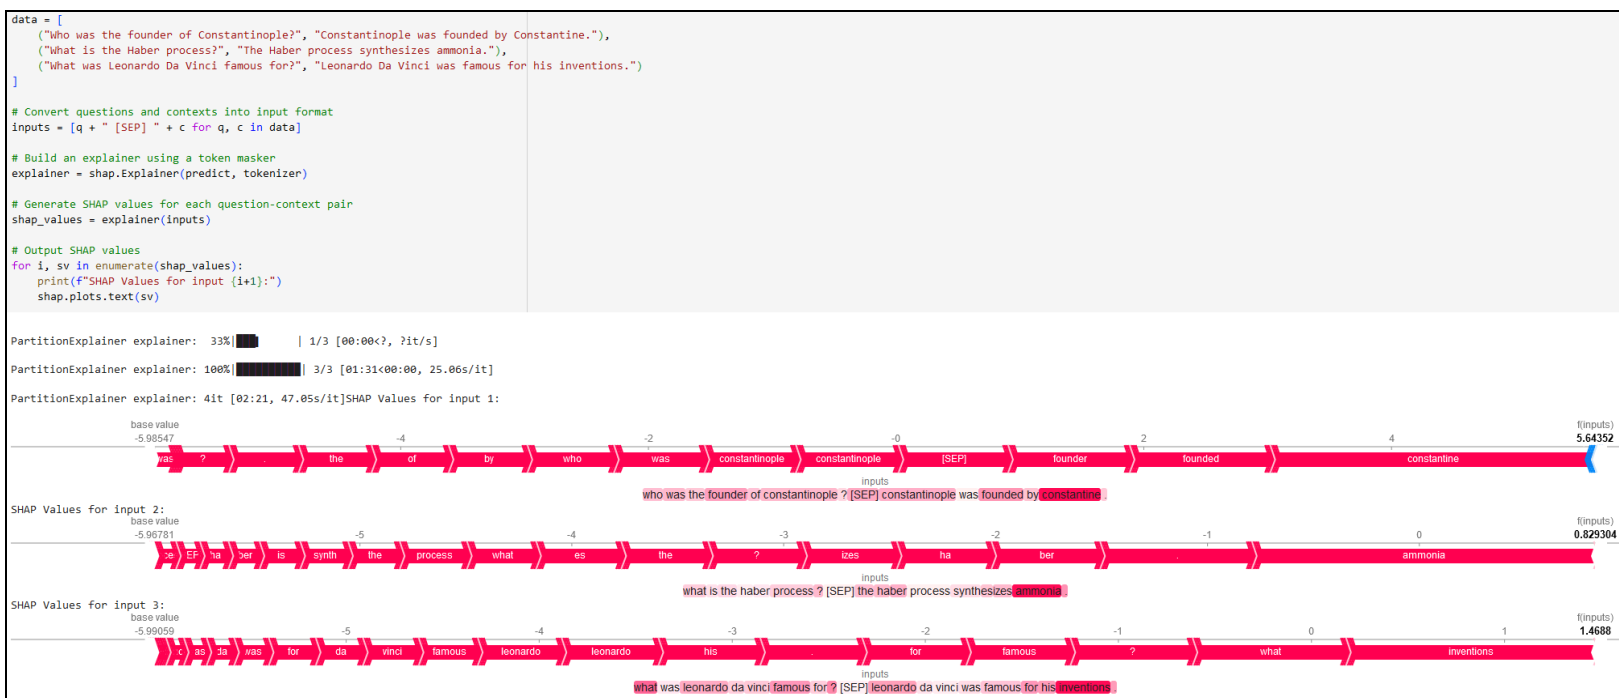 data = [
    ("Who was the founder of Constantinople?", "Constantinople was founded by Constantine."),
    ("What is the Haber process?", "The Haber process synthesizes ammonia."),
    ("What was Leonardo Da Vinci famous for?", "Leonardo Da Vinci was famous for his inventions.")
]
# Convert questions and contexts into input format
inputs = [q + " [SEP] " + c for q, c in data]
# Build an explainer using a token masker
explainer = shap.Explainer(predict, tokenizer)
# Generate SHAP values for each question-context pair
shap_values = explainer(inputs)
# Output SHAP values
for i, sv in enumerate(shap_values):
    print(f"SHAP Values for input {i+1}:")
    shap.plots.text(sv)
PartitionExplainer explainer: 33%| | 1/3 [00:00<?, ?it/s]
PartitionExplainer explainer: 100%| | 3/3 [01:31<00:00, 25.06s/it]
PartitionExplainer explainer: 4it [02:21, 47.05s/it]SHAP Values for input 1:
base value f(inputs)
-5.98547 -4 -2 -0 2 4 5.64352
was ? . the of by who was constantinople constantinople [SEP] founder founded constantine
inputs
who was the founder of constantinople ? [SEP] constantinople was founded by constantine .
SHAP Values for input 2:
base value f(inputs)
-5.96781 -5 -4 -3 -2 -1 0 0.829304
ha ber is synth the process what es the ? izes ha ber . ammonia
inputs
what is the haber process ? [SEP] the haber process synthesizes ammonia .
SHAP Values for input 3:
base value f(inputs)
-5.99059 -5 -4 -3 -2 -1 0 1 1.4688
as da was for da vinci famous leonardo leonardo his . for famous ? what inventions
inputs
what was leonardo da vinci famous for ? [SEP] leonardo da vinci was famous for his inventions .